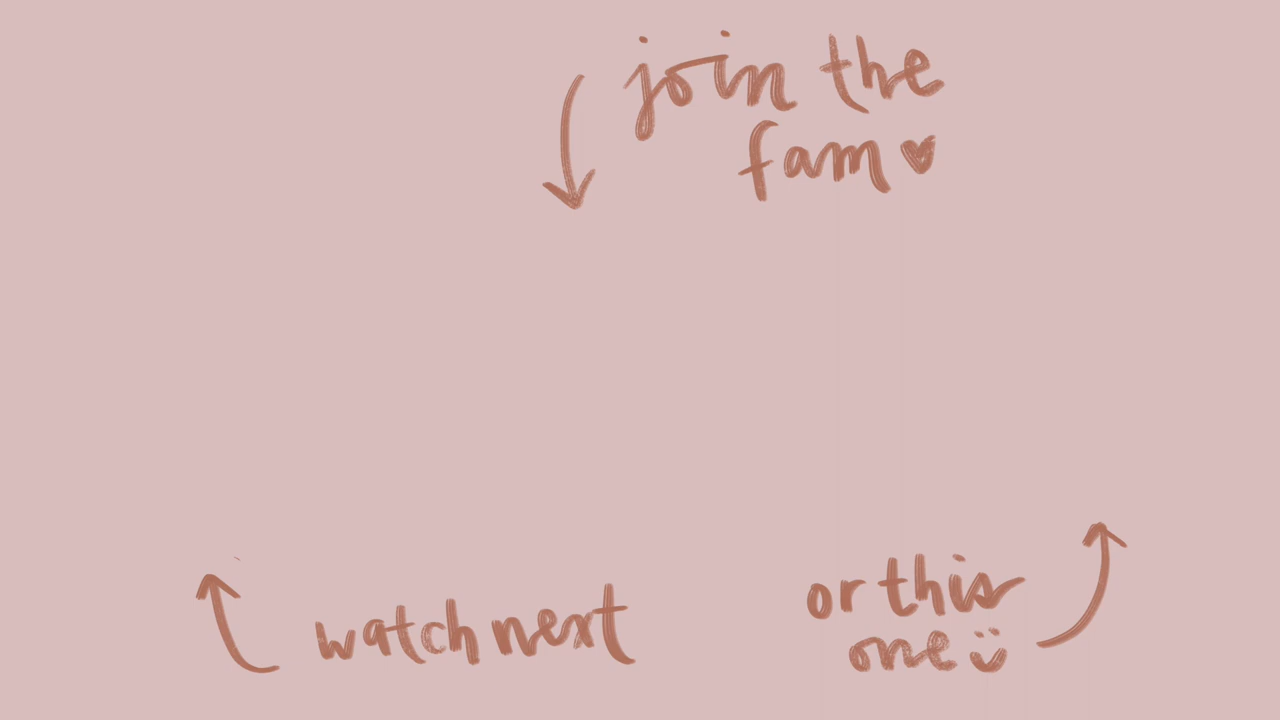 join the
fam ♥
watch next
or this
one :)